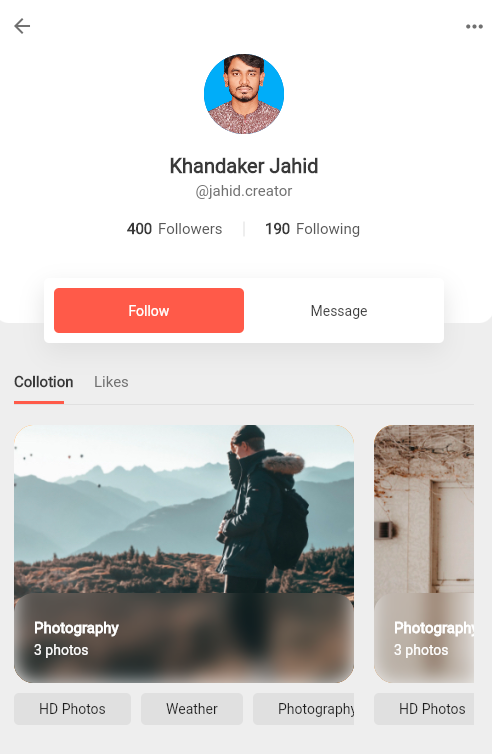 Khandaker Jahid
@jahid.creator
400 Followers 190 Following
Follow Message
Collotion Likes
Photography Photography
3 photos 3 photos
HD Photos Weather Photography HD Photos